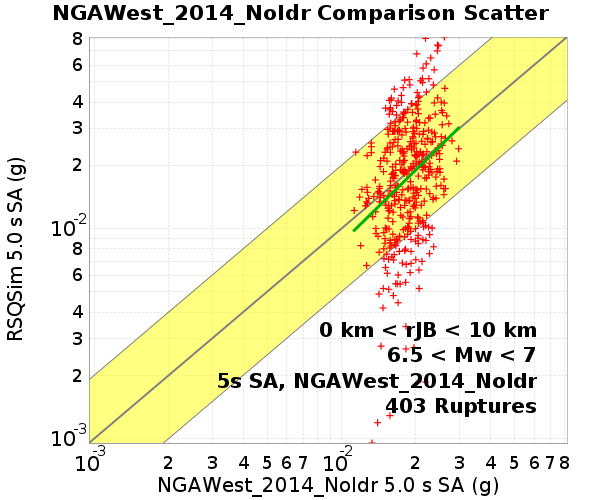 NGAWest_2014_NoIdr Comparison Scatter
RSQSim 5.0 s SA (g)
8
6
4
3
2
10-2
8
6
4
3
2
10-3
0 km < rJB < 10 km
6.5 < Mw < 7
5s SA, NGAWest_2014_NoIdr
403 Ruptures
10-3 2 3 4 5 6 7 10-2 2 3 4 5 6 7 8
NGAWest_2014_NoIdr 5.0 s SA (g)